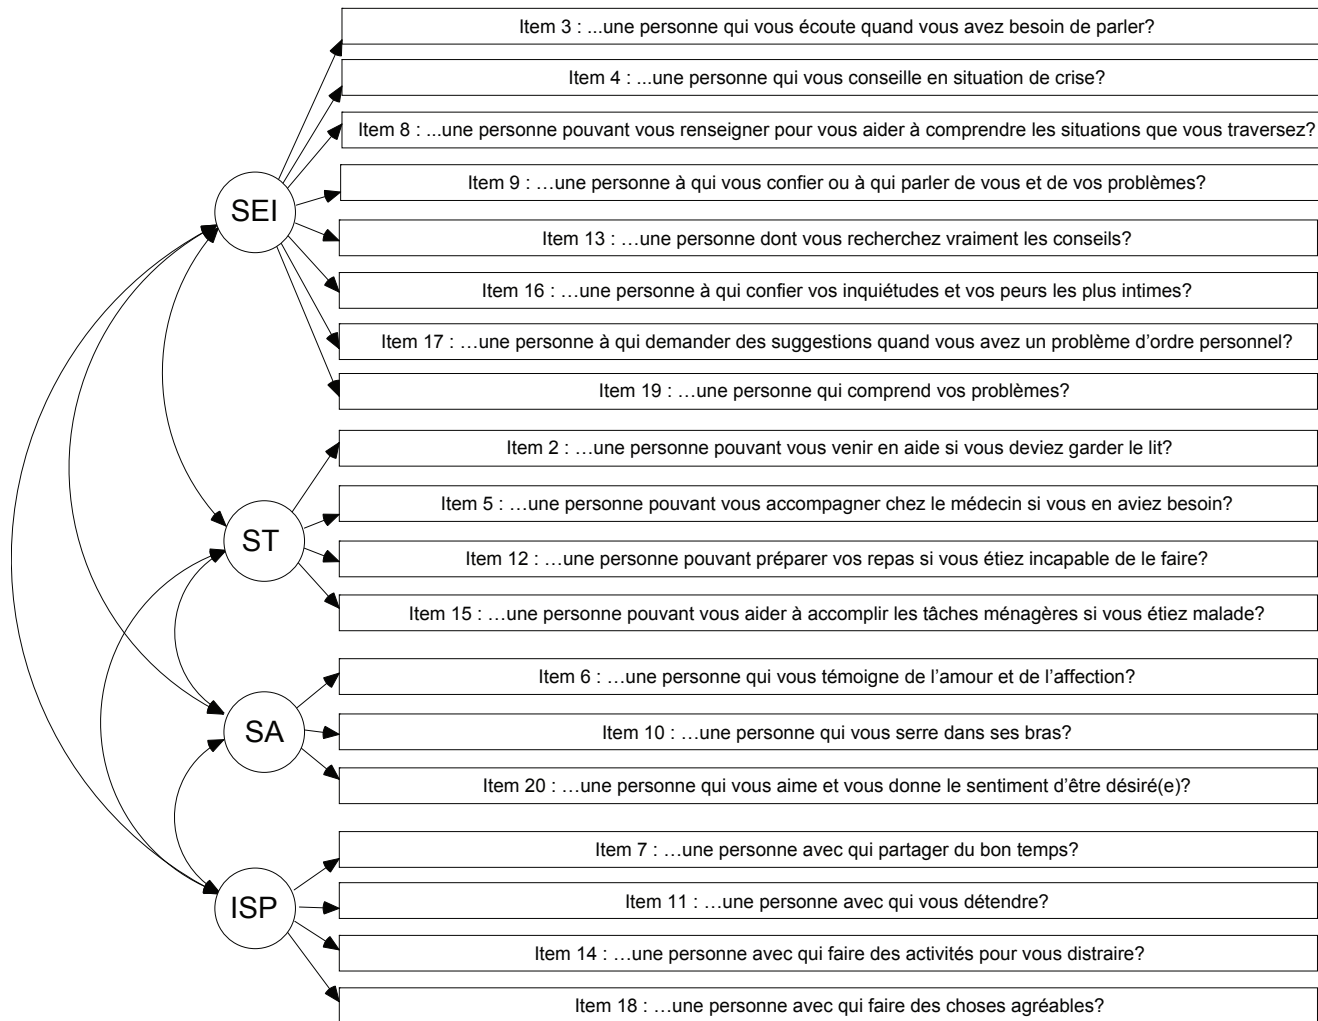 Item 3 : ...une personne qui vous écoute quand vous avez besoin de parler?
Item 4 : ...une personne qui vous conseille en situation de crise?
Item 8 : ...une personne pouvant vous renseigner pour vous aider à comprendre les situations que vous traversez?
Item 9 : …une personne à qui vous confier ou à qui parler de vous et de vos problèmes?
SEI
Item 13 : …une personne dont vous recherchez vraiment les conseils?
Item 16 : …une personne à qui confier vos inquiétudes et vos peurs les plus intimes?
Item 17 : …une personne à qui demander des suggestions quand vous avez un problème d’ordre personnel?
Item 19 : …une personne qui comprend vos problèmes?
Item 2 : …une personne pouvant vous venir en aide si vous deviez garder le lit?
Item 5 : …une personne pouvant vous accompagner chez le médecin si vous en aviez besoin?
ST
Item 12 : …une personne pouvant préparer vos repas si vous étiez incapable de le faire?
Item 15 : …une personne pouvant vous aider à accomplir les tâches ménagères si vous étiez malade?
Item 6 : …une personne qui vous témoigne de l’amour et de l’affection?
SA
Item 10 : …une personne qui vous serre dans ses bras?
Item 20 : …une personne qui vous aime et vous donne le sentiment d’être désiré(e)?
Item 7 : …une personne avec qui partager du bon temps?
Item 11 : …une personne avec qui vous détendre?
ISP
Item 14 : …une personne avec qui faire des activités pour vous distraire?
Item 18 : …une personne avec qui faire des choses agréables?